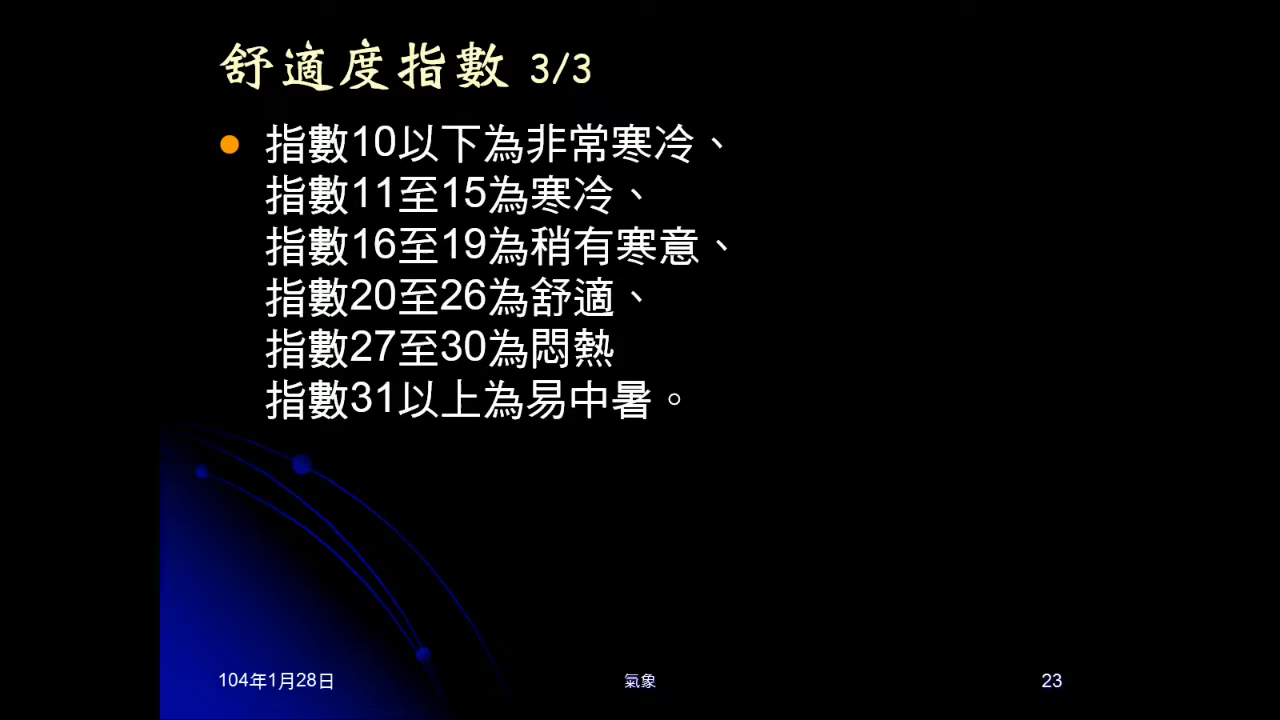 舒適度指數 3/3
指數10以下為非常寒冷、
指數11至15為寒冷、
指數16至19為稍有寒意、
指數20至26為舒適、
指數27至30為悶熱
指數31以上為易中暑。
104年1月28日
氣象
23